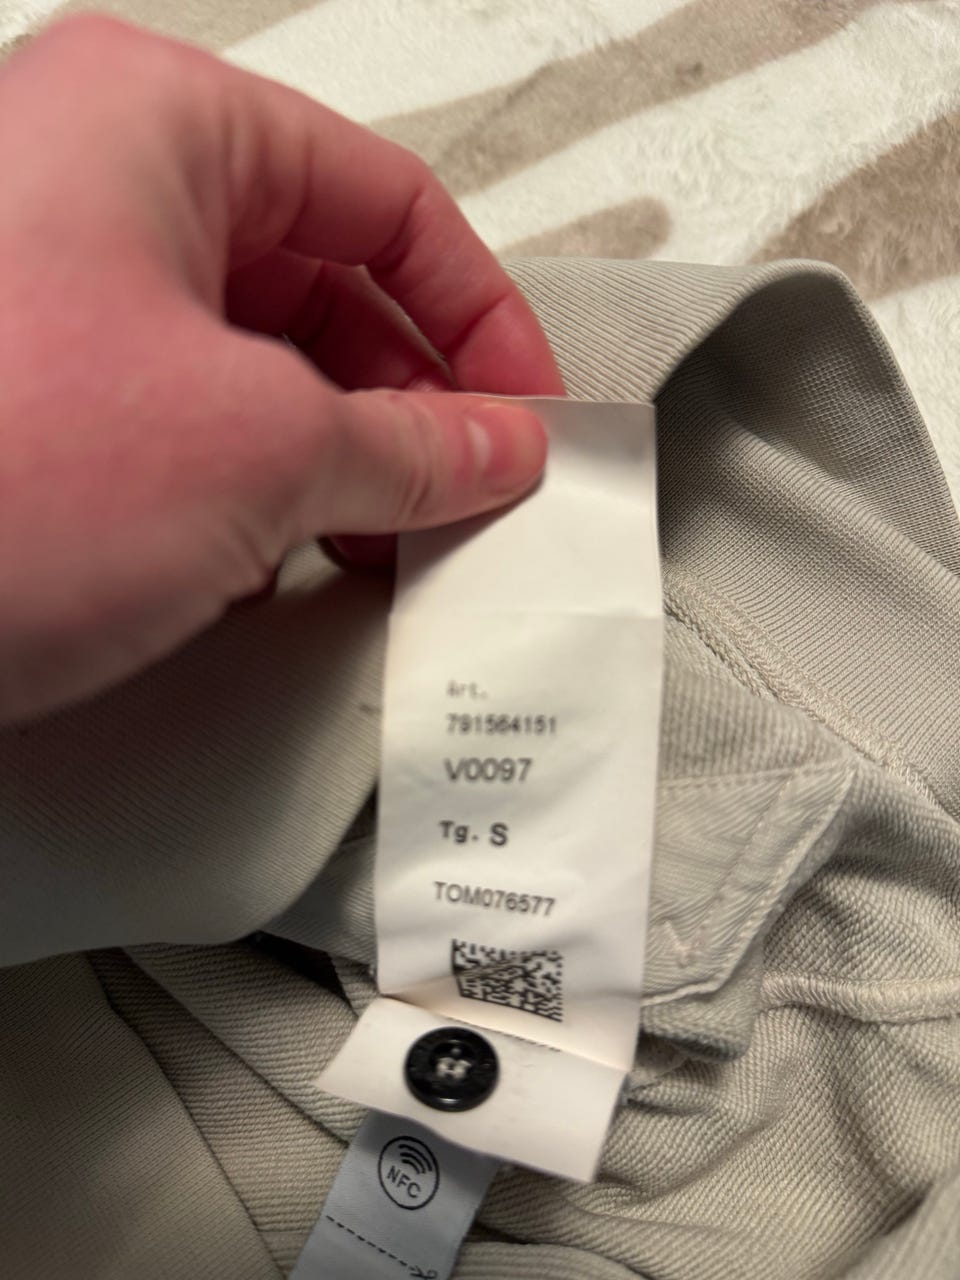 Art.
791564151
V0097
Tg. S
TOM076577
NFC